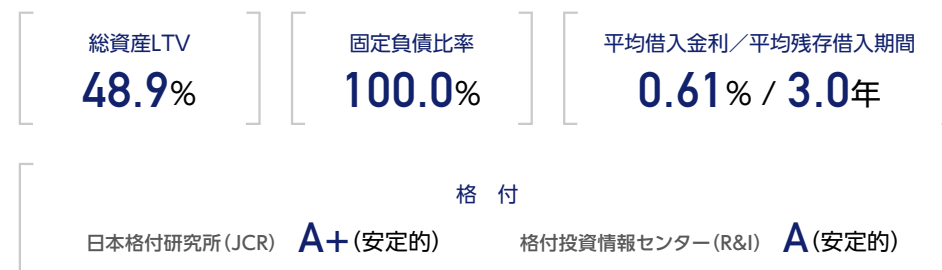 総資産LTV
48.9%
固定負債比率
100.0%
平均借入金利／平均残存借入期間
0.61% / 3.0年
格 付
日本格付研究所（JCR） A+（安定的）
格付投資情報センター（R&I） A（安定的）